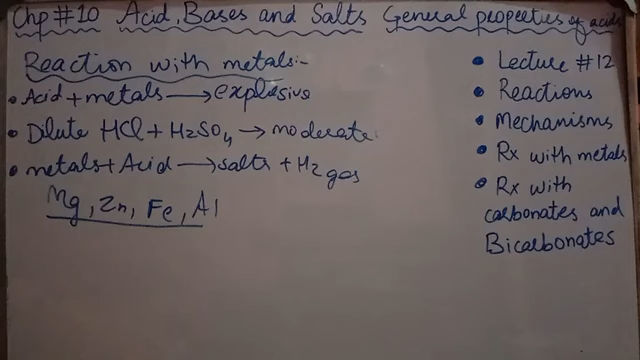 Chp #10 Acid, Bases and Salts General properties of acids
Reaction with metals:-
• Acid + metals → explosive
• Dilute HCl + H₂SO₄ → moderate
• metals + Acid → salts + H₂ gas
Mg, Zn, Fe, Al
• Lecture #12
• Reactions
• Mechanisms
• Rx with metals
• Rx with
carbonates and
Bicarbonates